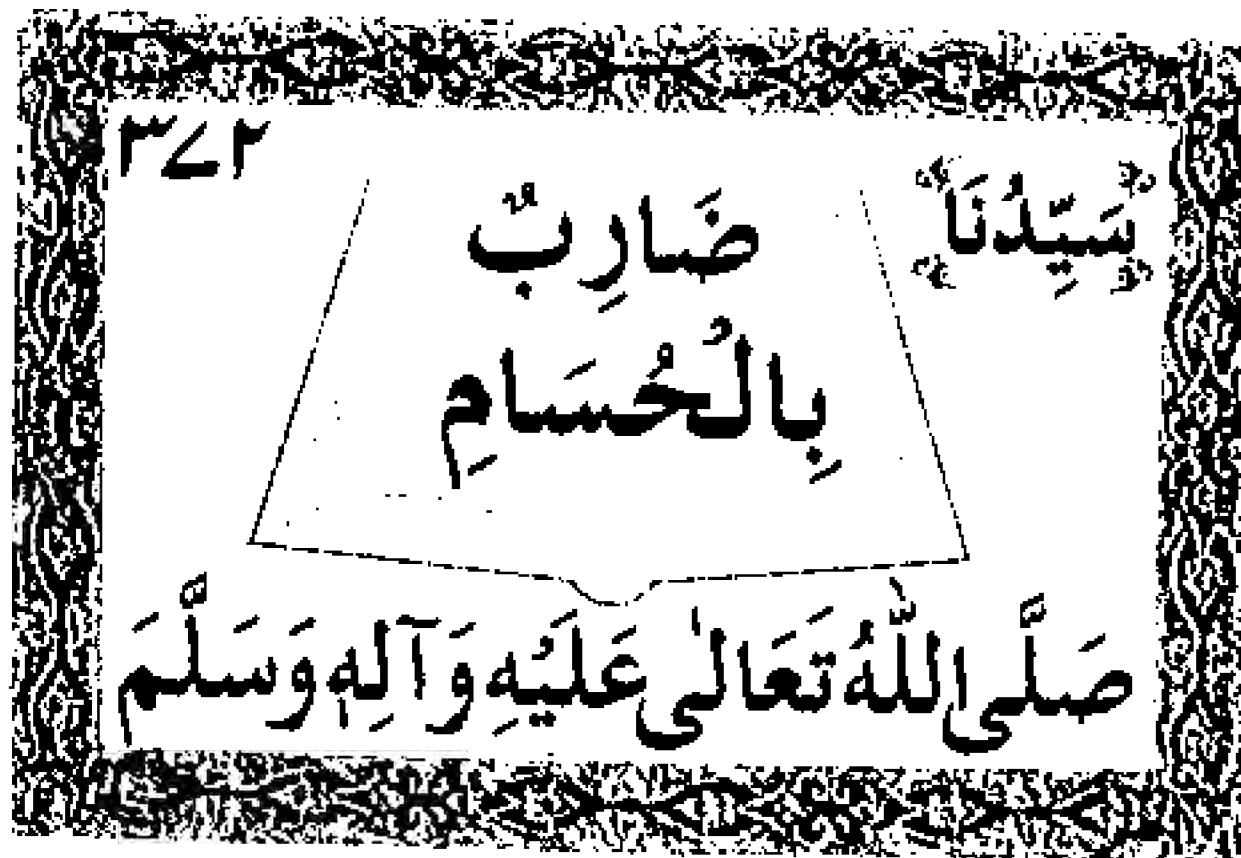 ۳۷۲
سَيِّدُنَا
ضَارِبٌ
بِالْحُسَامِ
صَلَّى اللّٰهُ تَعَالٰى عَلَيْهِ وَآلِهٖ وَسَلَّمَ